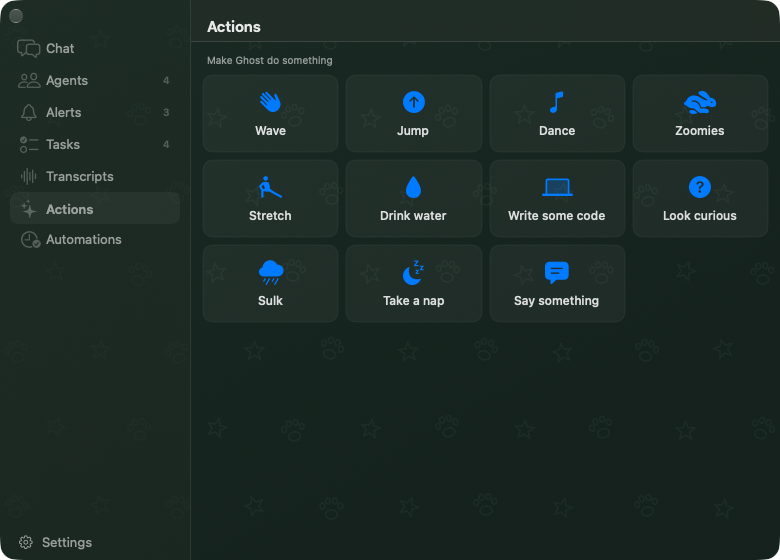 Actions
Chat
Agents 4
Alerts 3
Tasks 4
Transcripts
Actions
Automations
Settings
Make Ghost do something
Wave
Jump
Dance
Zoomies
Stretch
Drink water
Write some code
Look curious
Sulk
Take a nap
Say something